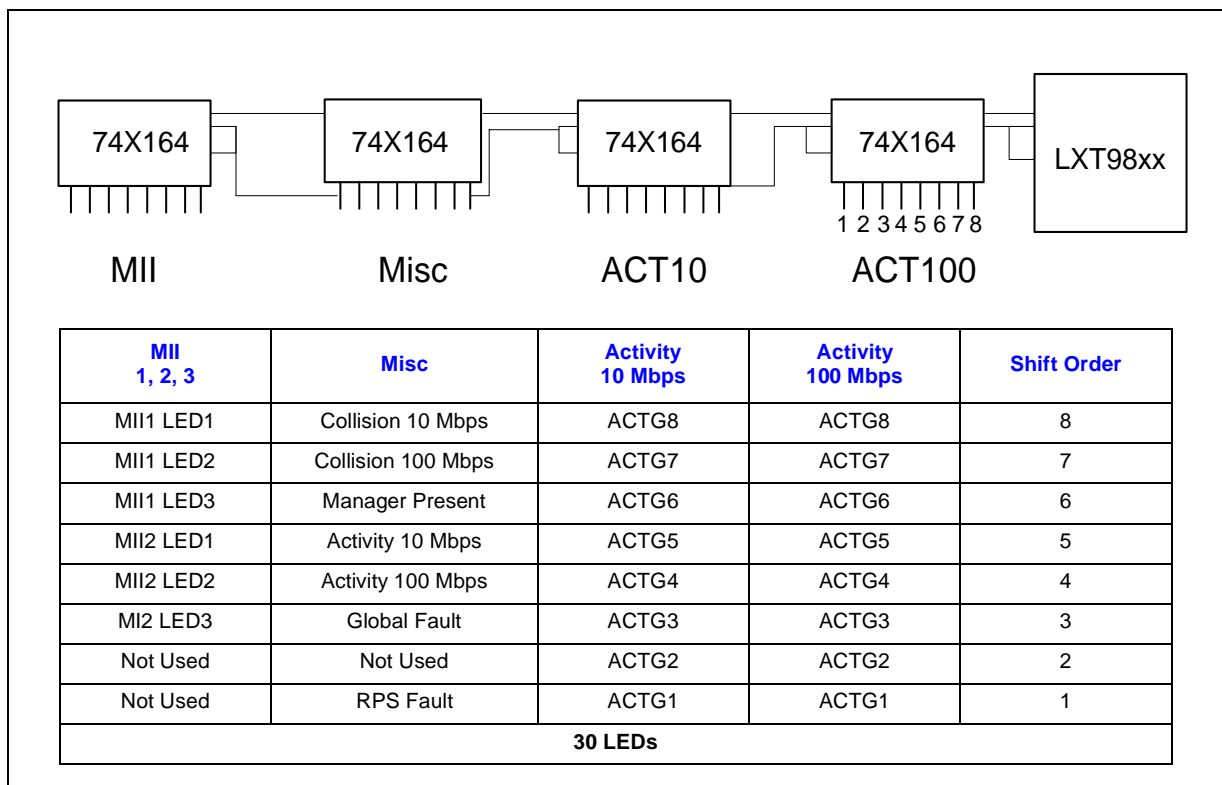 74X164 74X164 74X164 74X164 LXT98xx
1 2 3 4 5 6 7 8
MII Misc ACT10 ACT100
MII 1, 2, 3 Misc Activity 10 Mbps Activity 100 Mbps Shift Order
MII1 LED1 Collision 10 Mbps ACTG8 ACTG8 8
MII1 LED2 Collision 100 Mbps ACTG7 ACTG7 7
MII1 LED3 Manager Present ACTG6 ACTG6 6
MII2 LED1 Activity 10 Mbps ACTG5 ACTG5 5
MII2 LED2 Activity 100 Mbps ACTG4 ACTG4 4
MI2 LED3 Global Fault ACTG3 ACTG3 3
Not Used Not Used ACTG2 ACTG2 2
Not Used RPS Fault ACTG1 ACTG1 1
30 LEDs